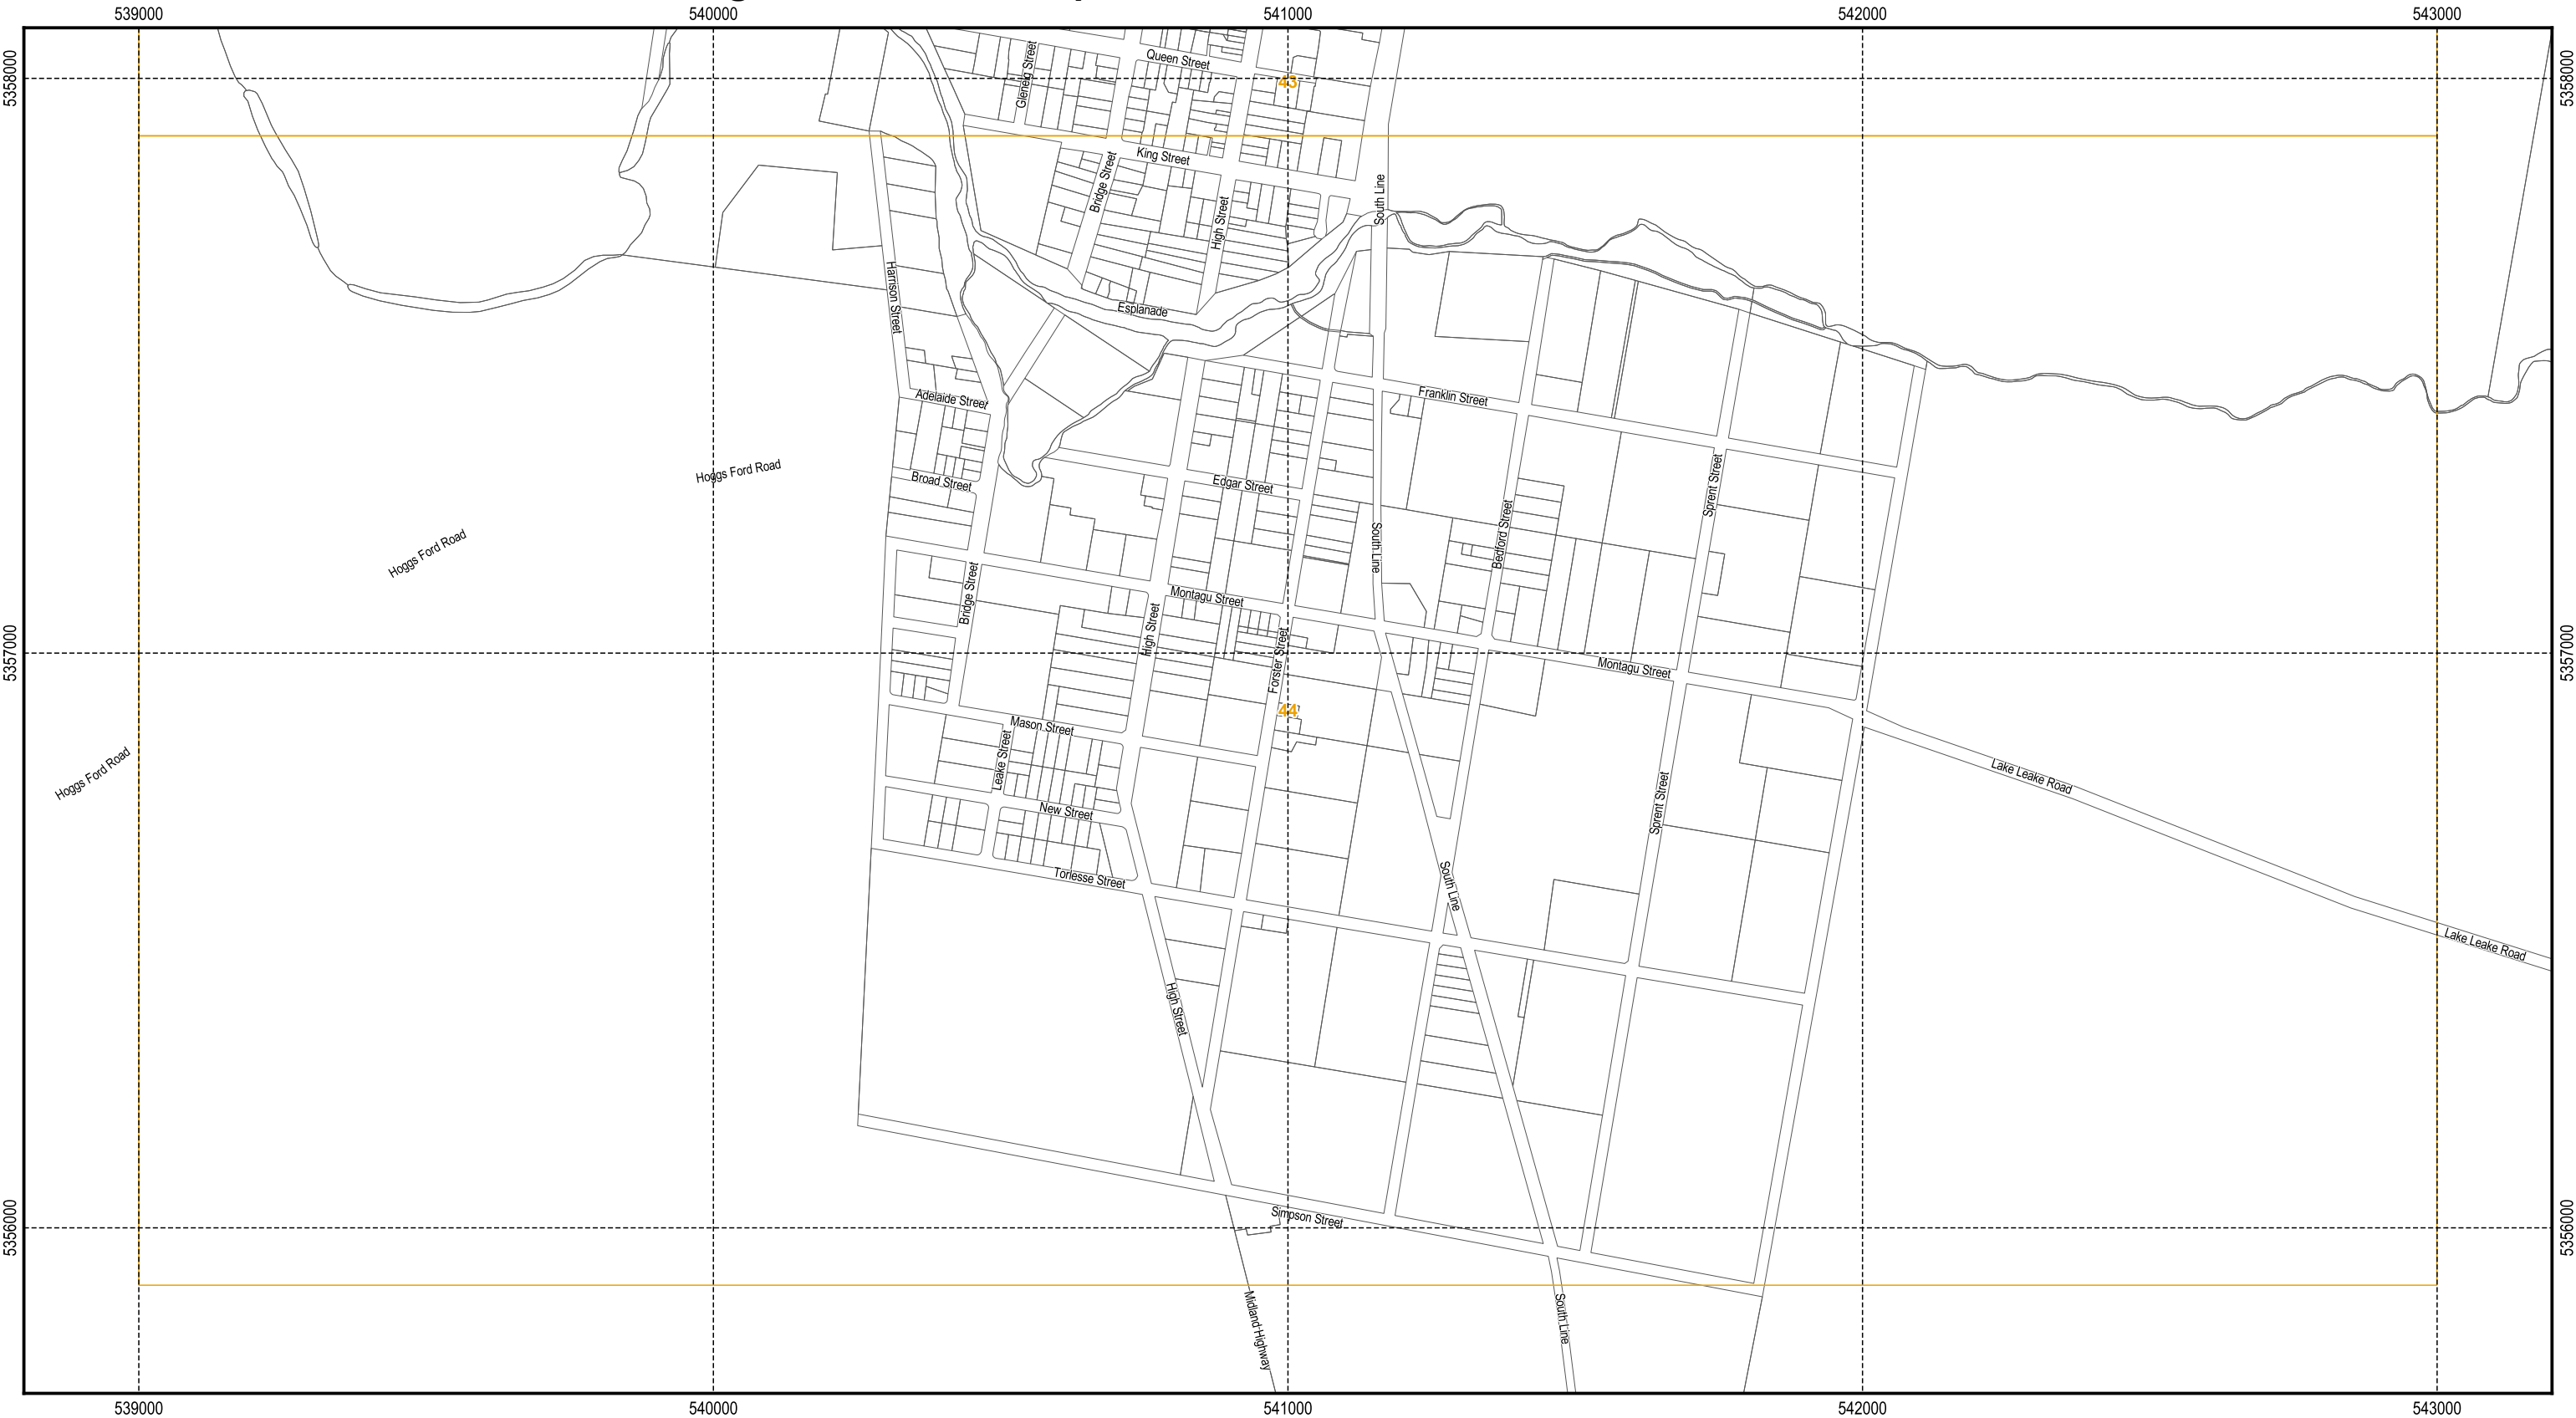 539000
540000
541000
542000
543000
5358000
5358000
Queen Street
Glenelg Street
43
King Street
Bridge Street
South Line
High Street
Harrison Street
Esplanade
Franklin Street
Adelaide Street
Hoggs Ford Road
Broad Street
Edgar Street
Sprent Street
Hoggs Ford Road
South Line
Bedford Street
Bridge Street
Montagu Street
High Street
Forster Street
5357000
5357000
Montagu Street
44
Mason Street
Leake Street
Hoggs Ford Road
Lake Leake Road
New Street
Sprent Street
Torlesse Street
South Line
Lake Leake Road
High Street
Simpson Street
5356000
5356000
Midland Highway
South Line
539000
540000
541000
542000
543000